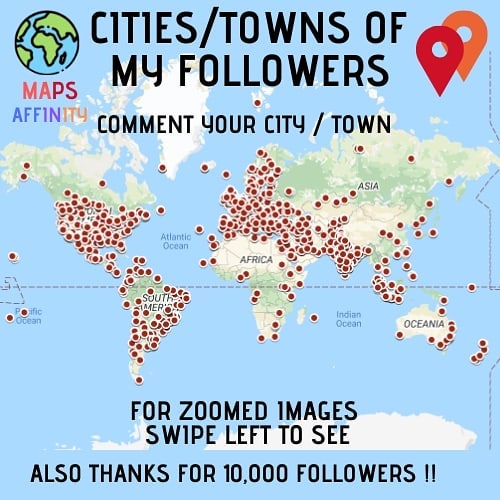 CITIES/TOWNS OF
MY FOLLOWERS
MAPS
AFFINITY
COMMENT YOUR CITY / TOWN
ASIA
Atlantic
Ocean
AFRICA
SOUTH
AMERICA
Pacific
Ocean
Indian
Ocean
OCEANIA
FOR ZOOMED IMAGES
SWIPE LEFT TO SEE
ALSO THANKS FOR 10,000 FOLLOWERS !!